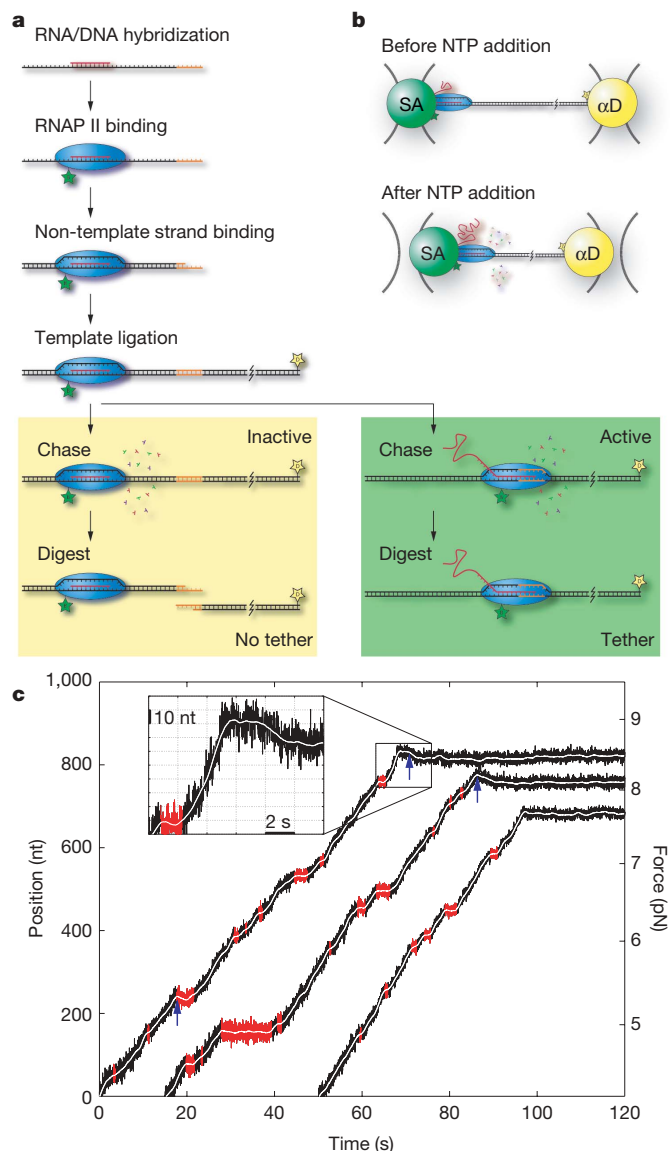 a
RNA/DNA hybridization
RNAP II binding
Non-template strand binding
Template ligation
D
Chase
Inactive
D
Digest
D
No tether
Chase
Active
D
Digest
D
Tether
b
Before NTP addition
SA
αD
After NTP addition
SA
αD
c
1,000
800
600
400
200
0
Position (nt)
10 nt
2 s
9
8
7
6
5
Force (pN)
0
20
40
60
80
100
120
Time (s)